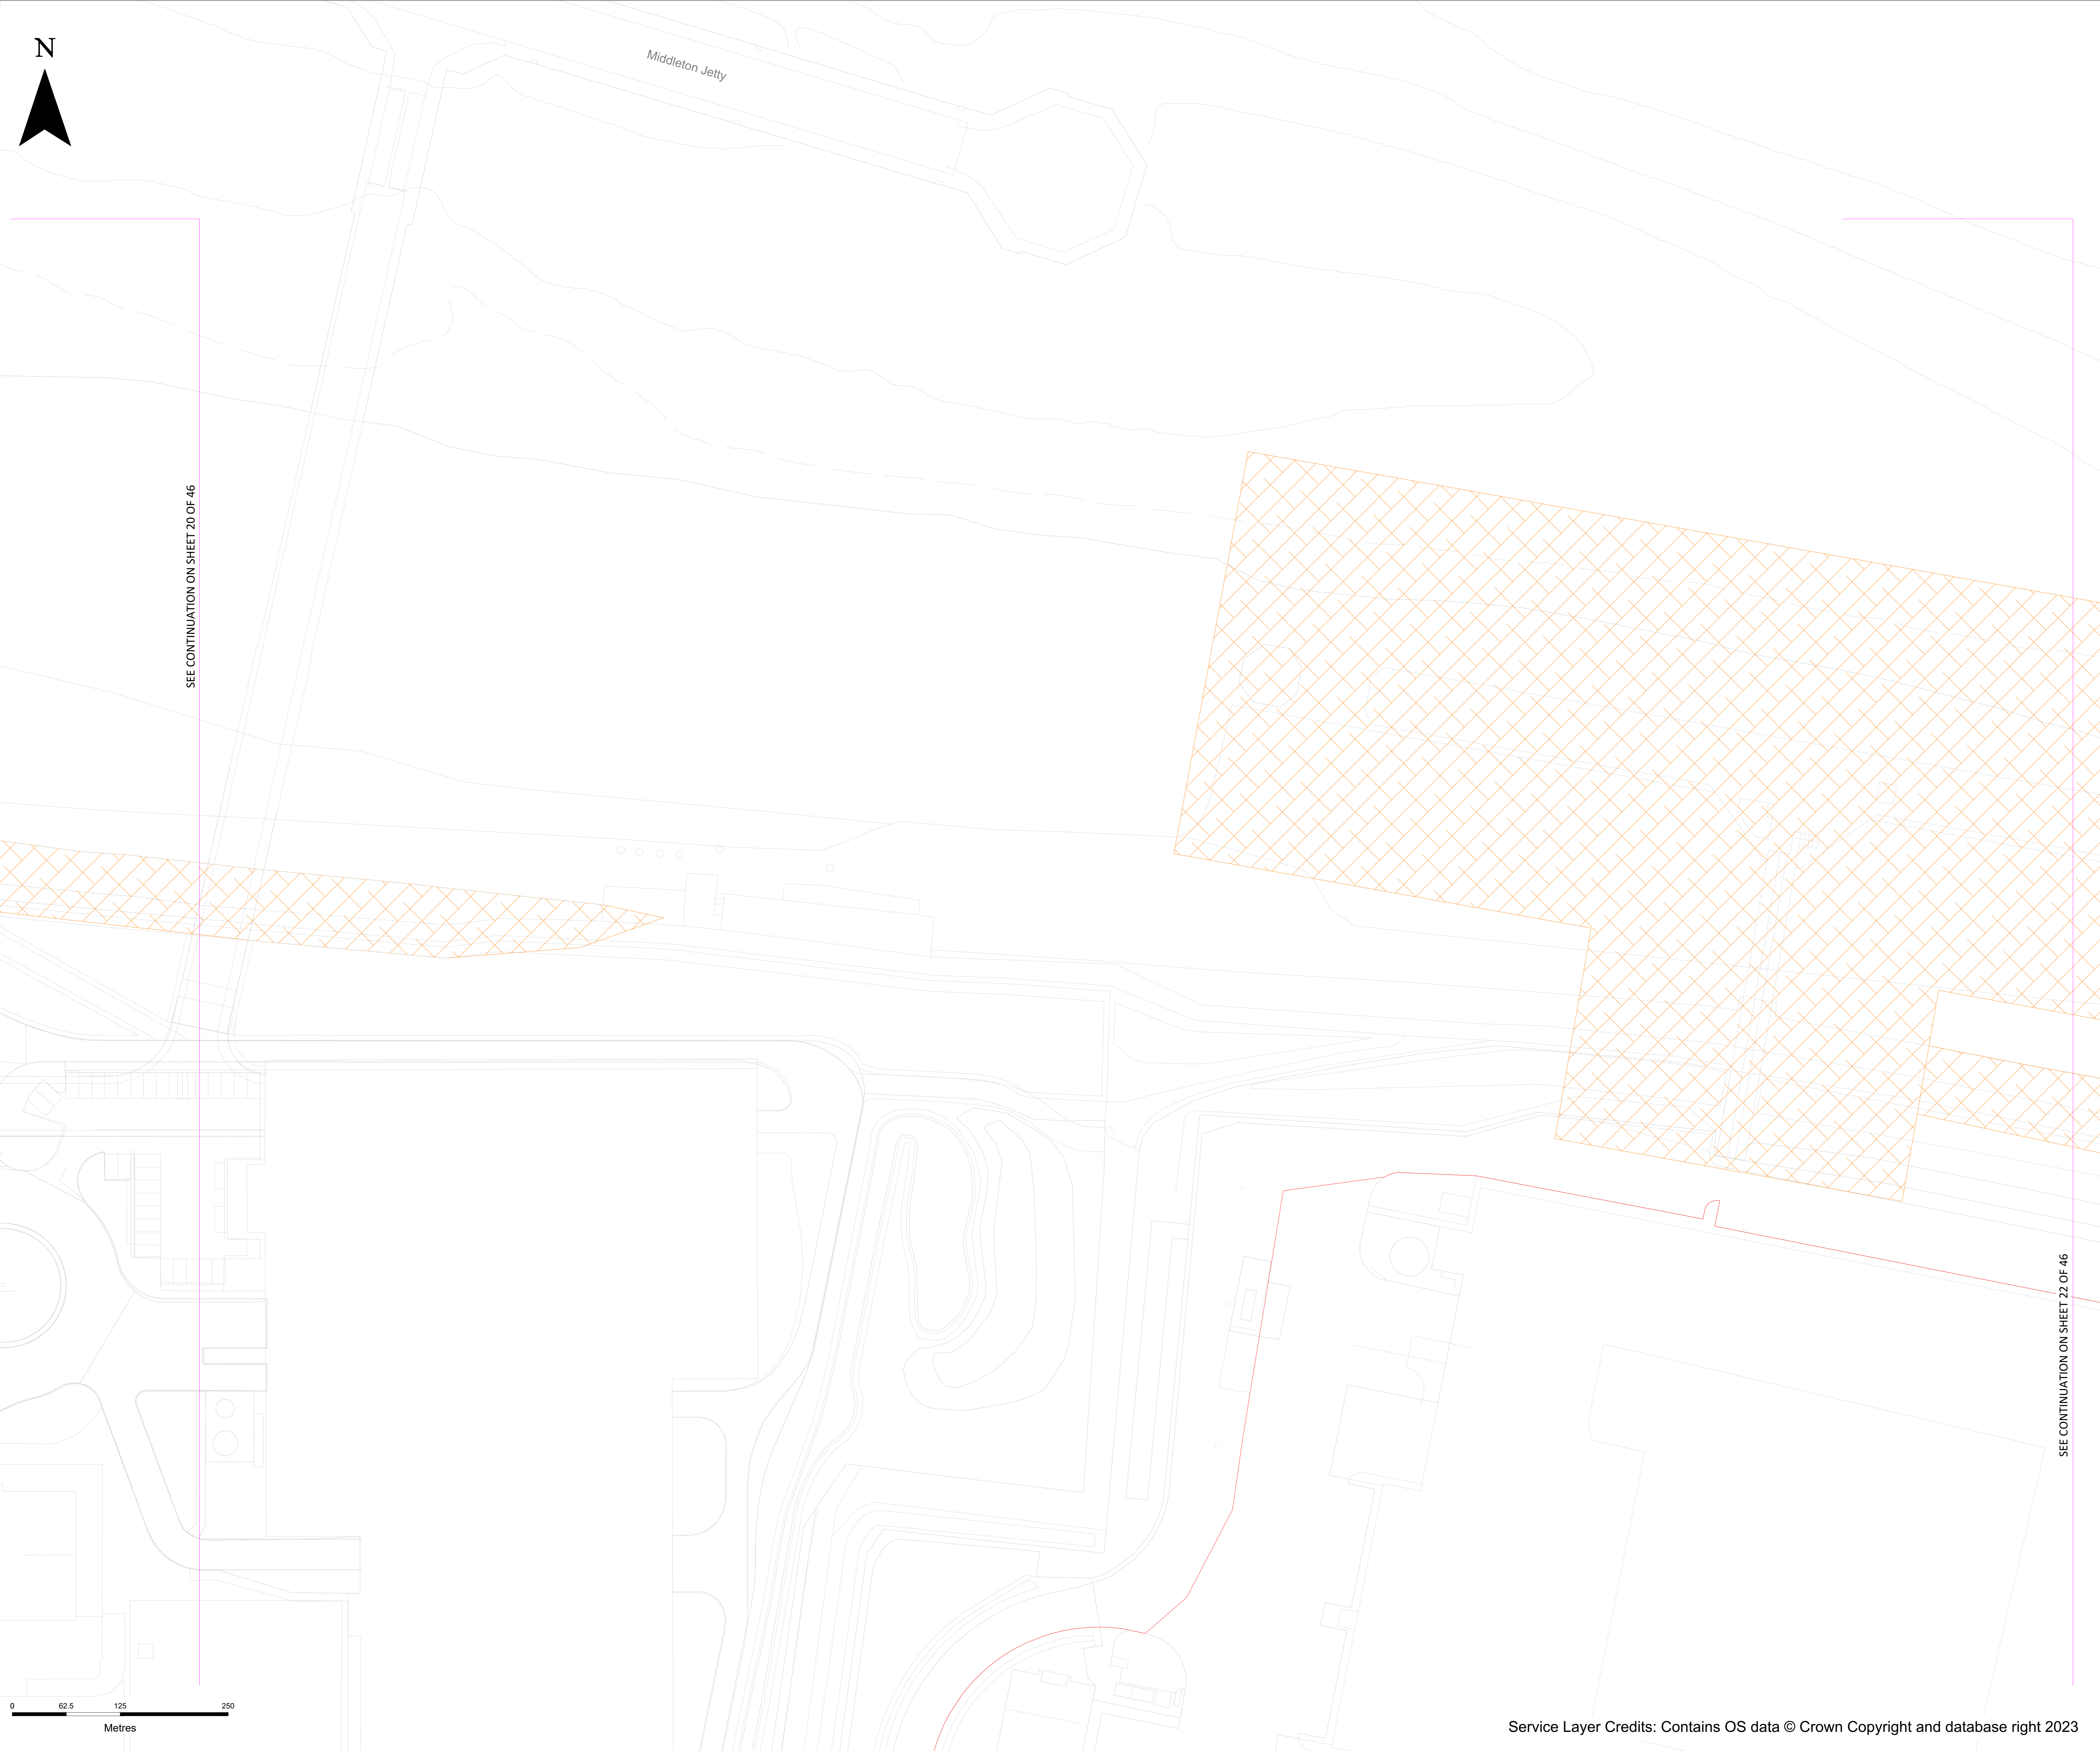 N
Middleton Jetty
SEE CONTINUATION ON SHEET 20 OF 46
SEE CONTINUATION ON SHEET 22 OF 46
0 62.5 125 250
Metres
Service Layer Credits: Contains OS data © Crown Copyright and database right 2023